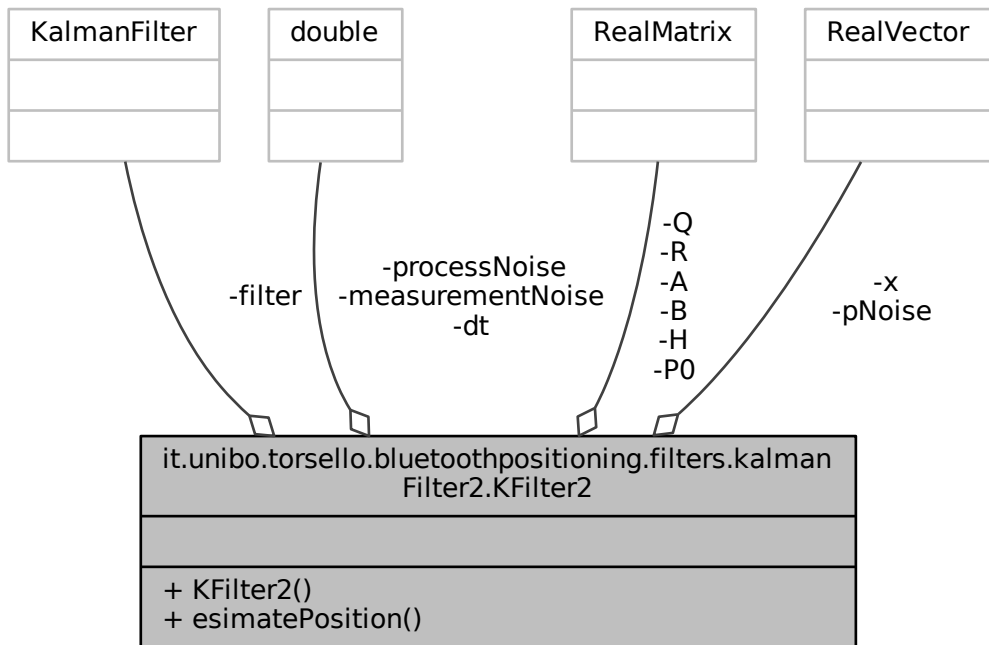 KalmanFilter
double
RealMatrix
RealVector
-filter
-processNoise
-measurementNoise
-dt
-Q
-R
-A
-B
-H
-P0
-x
-pNoise
it.unibo.torsello.bluetoothpositioning.filters.kalman
Filter2.KFilter2
+ KFilter2()
+ esimatePosition()